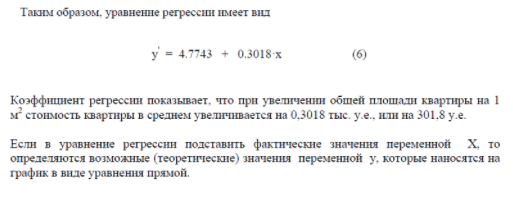 Таким образом, уравнение регрессии имеет вид
y' = 4.7743 + 0.3018·x (6)
Коэффициент регрессии показывает, что при увеличении общей площади квартиры на 1
м² стоимость квартиры в среднем увеличивается на 0,3018 тыс. у.е., или на 301,8 у.е.
Если в уравнение регрессии подставить фактические значения переменной X, то
определяются возможные (теоретические) значения переменной у, которые наносятся на
график в виде уравнения прямой.